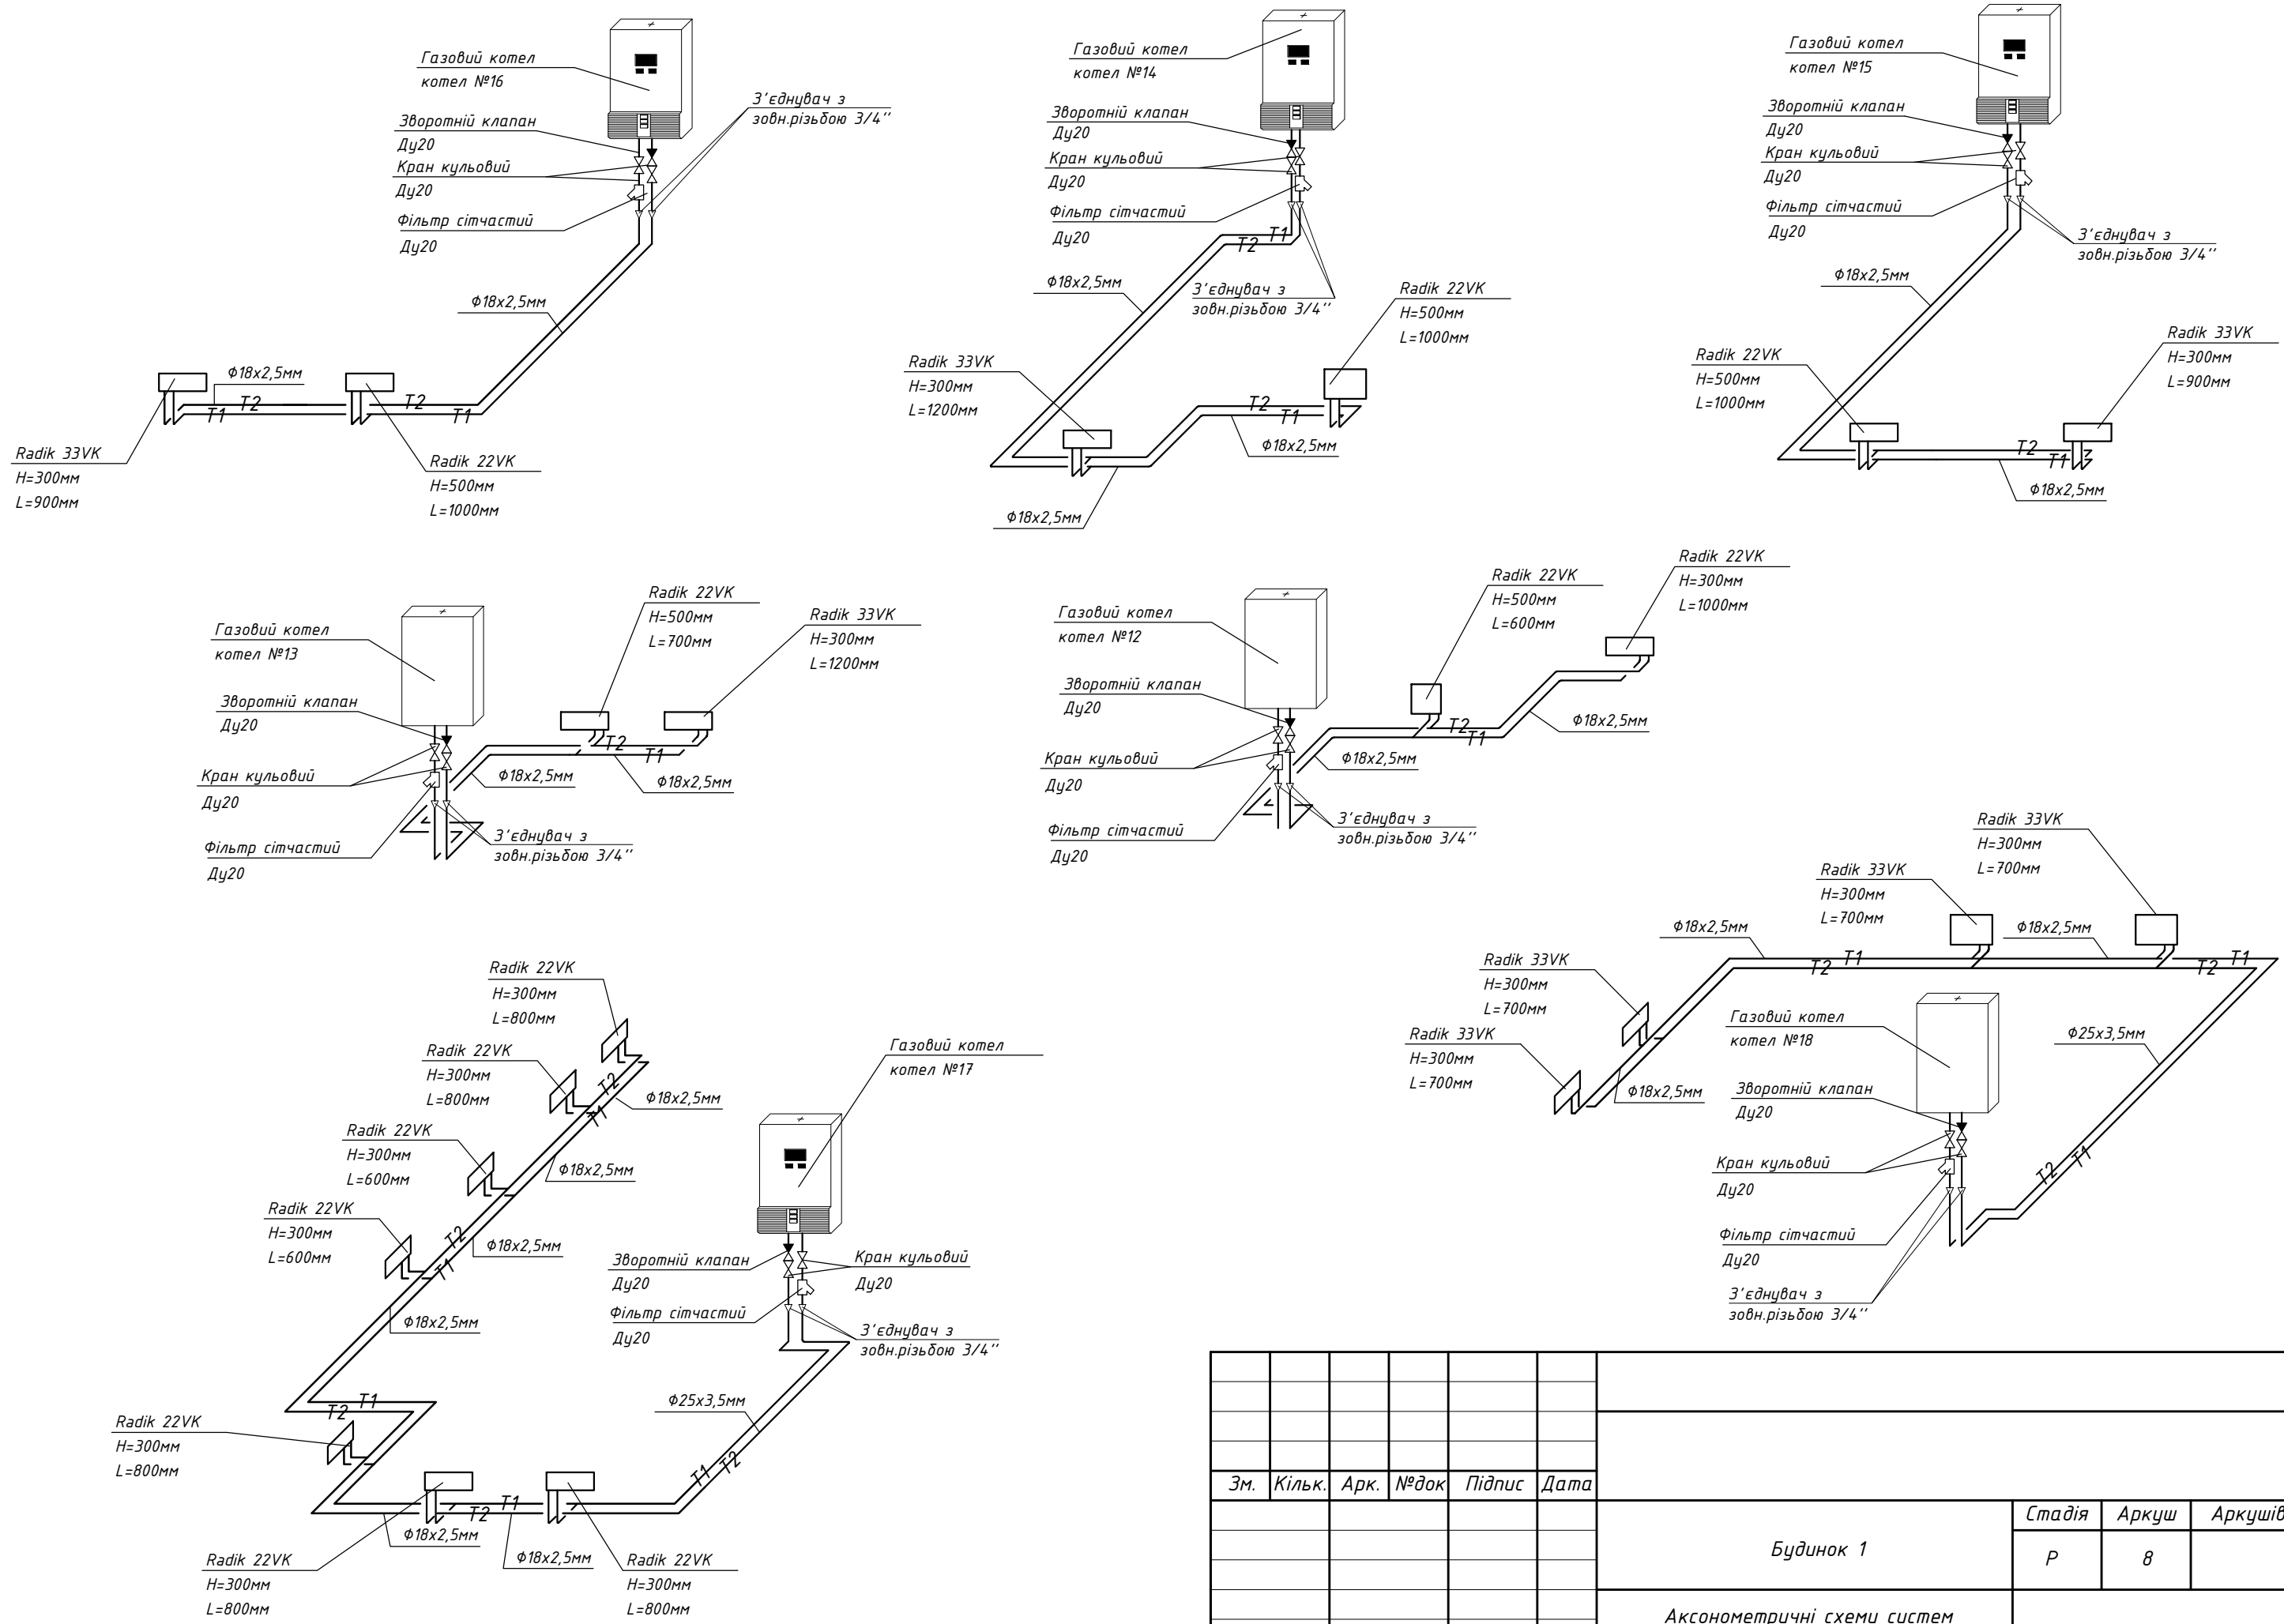 Газовий котел
котел №16
Зворотній клапан
Ду20
Кран кульовий
Ду20
Фільтр сітчастий
Ду20
З'єднувач з
зовн.різьбою 3/4''
Ф18х2,5мм
Ф18х2,5мм
T1
T2
T2
T1
Radik 33VK
H=300мм
L=900мм
Radik 22VK
H=500мм
L=1000мм
Газовий котел
котел №14
Зворотній клапан
Ду20
Кран кульовий
Ду20
Фільтр сітчастий
Ду20
T2
T1
Ф18х2,5мм
З'єднувач з
зовн.різьбою 3/4''
Radik 22VK
H=500мм
L=1000мм
Radik 33VK
H=300мм
L=1200мм
T2
T1
Ф18х2,5мм
Ф18х2,5мм
Газовий котел
котел №15
Зворотній клапан
Ду20
Кран кульовий
Ду20
Фільтр сітчастий
Ду20
З'єднувач з
зовн.різьбою 3/4''
Ф18х2,5мм
Radik 22VK
H=500мм
L=1000мм
Radik 33VK
H=300мм
L=900мм
T2
T1
Ф18х2,5мм
Газовий котел
котел №13
Зворотній клапан
Ду20
Кран кульовий
Ду20
Фільтр сітчастий
Ду20
Radik 22VK
H=500мм
L=700мм
Radik 33VK
H=300мм
L=1200мм
T2
T1
Ф18х2,5мм
Ф18х2,5мм
З'єднувач з
зовн.різьбою 3/4''
Газовий котел
котел №12
Зворотній клапан
Ду20
Кран кульовий
Ду20
Фільтр сітчастий
Ду20
Radik 22VK
H=500мм
L=600мм
Radik 22VK
H=300мм
L=1000мм
T2
T1
Ф18х2,5мм
Ф18х2,5мм
З'єднувач з
зовн.різьбою 3/4''
Radik 33VK
H=300мм
L=700мм
Radik 33VK
H=300мм
L=700мм
Ф18х2,5мм
Ф18х2,5мм
T2
T1
T2
T1
Radik 33VK
H=300мм
L=700мм
Radik 33VK
H=300мм
L=700мм
Ф18х2,5мм
Газовий котел
котел №18
Ф25х3,5мм
Зворотній клапан
Ду20
Кран кульовий
Ду20
T2
T1
Фільтр сітчастий
Ду20
З'єднувач з
зовн.різьбою 3/4''
Radik 22VK
H=300мм
L=800мм
Radik 22VK
H=300мм
L=800мм
T2
T1
Ф18х2,5мм
Radik 22VK
H=300мм
L=600мм
Ф18х2,5мм
Radik 22VK
H=300мм
L=600мм
T2
T1
Ф18х2,5мм
Ф18х2,5мм
Газовий котел
котел №17
Зворотній клапан
Ду20
Кран кульовий
Ду20
Фільтр сітчастий
Ду20
З'єднувач з
зовн.різьбою 3/4''
T2
T1
Ф25х3,5мм
Radik 22VK
H=300мм
L=800мм
T1
T2
T2
T1
Ф18х2,5мм
Ф18х2,5мм
Radik 22VK
H=300мм
L=800мм
Radik 22VK
H=300мм
L=800мм
Зм. Кільк. Арк. №док Підпис Дата
Будинок 1
Стадія Аркуш Аркушів
Р 8
Аксонометричні схеми систем